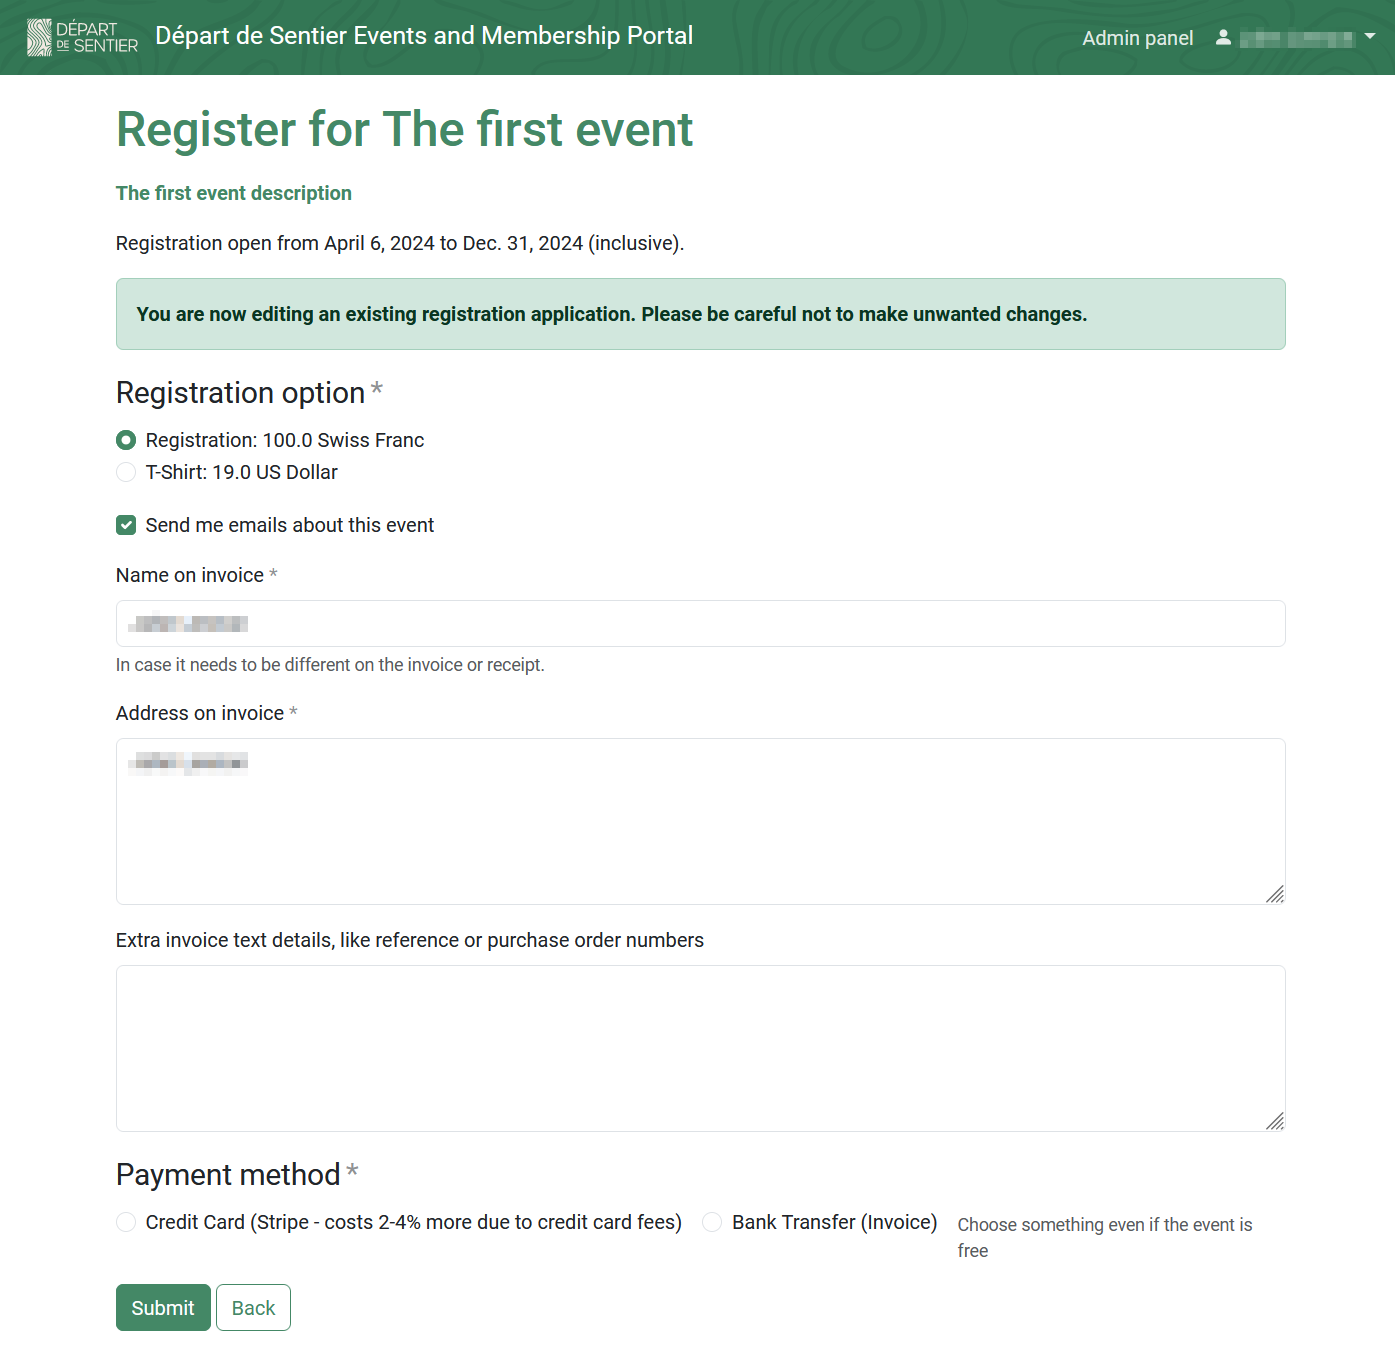 DÉPART
DE SENTIER
Départ de Sentier Events and Membership Portal
Admin panel
Register for The first event
The first event description
Registration open from April 6, 2024 to Dec. 31, 2024 (inclusive).
You are now editing an existing registration application. Please be careful not to make unwanted changes.
Registration option *
Registration: 100.0 Swiss Franc
T-Shirt: 19.0 US Dollar
Send me emails about this event
Name on invoice *
In case it needs to be different on the invoice or receipt.
Address on invoice *
Extra invoice text details, like reference or purchase order numbers
Payment method *
Credit Card (Stripe - costs 2-4% more due to credit card fees)
Bank Transfer (Invoice)
Choose something even if the event is
free
Submit
Back